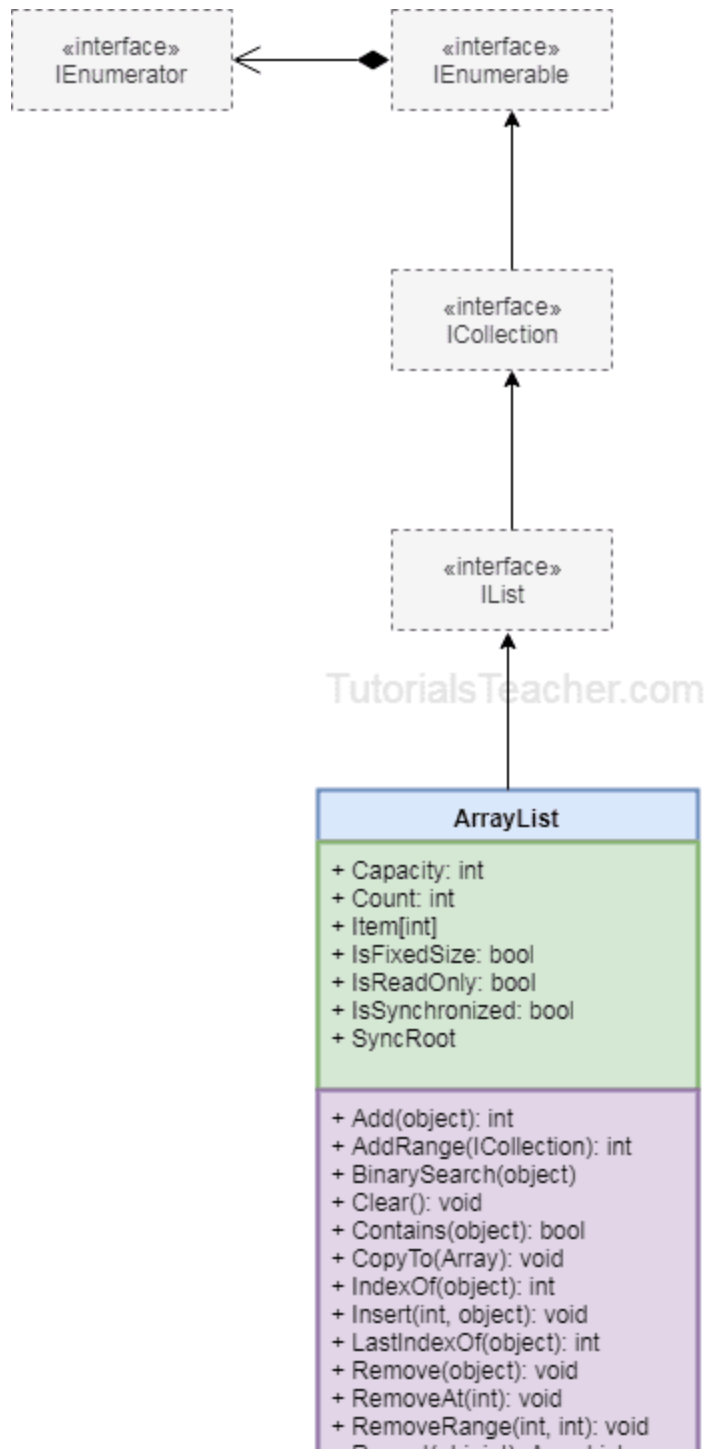 «interface»
IEnumerator
«interface»
IEnumerable
«interface»
ICollection
«interface»
IList
TutorialsTeacher.com
ArrayList
+ Capacity: int
+ Count: int
+ Item[int]
+ IsFixedSize: bool
+ IsReadOnly: bool
+ IsSynchronized: bool
+ SyncRoot
+ Add(object): int
+ AddRange(ICollection): int
+ BinarySearch(object)
+ Clear(): void
+ Contains(object): bool
+ CopyTo(Array): void
+ IndexOf(object): int
+ Insert(int, object): void
+ LastIndexOf(object): int
+ Remove(object): void
+ RemoveAt(int): void
+ RemoveRange(int, int): void